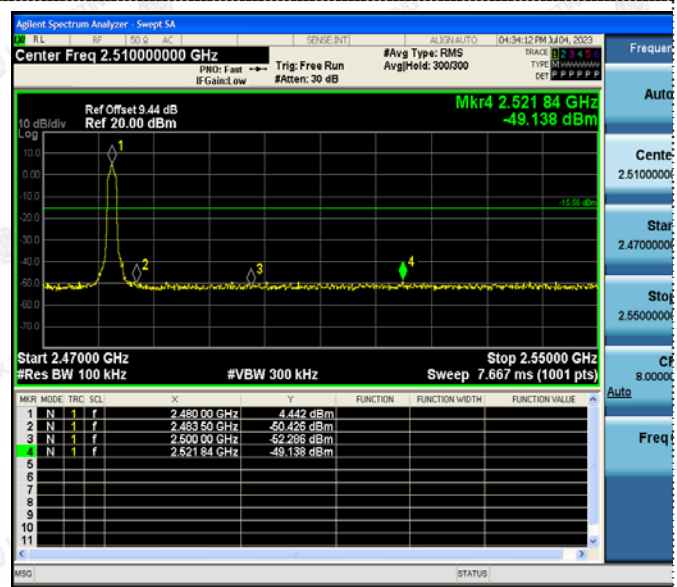 Agilent Spectrum Analyzer - Swept SA
RL RF 50 Ω AC SENSE:INT ALIGN AUTO 04:34:12 PM Jul 04, 2023
Center Freq 2.510000000 GHz
PNO: Fast
IFGain:Low
Trig: Free Run
#Atten: 30 dB
#Avg Type: RMS
Avg|Hold: 300/300
TRACE 1 2 3 4 5 6
TYPE M
DET P P P P P P
Mkr4 2.521 84 GHz
-49.138 dBm
Ref Offset 9.44 dB
10 dB/div Ref 20.00 dBm
Log
10.0
0.00
-10.0
-20.0
-30.0
-40.0
-50.0
-60.0
-70.0
1
2
3
4
-15.56 dBm
Start 2.47000 GHz Stop 2.55000 GHz
#Res BW 100 kHz #VBW 300 kHz Sweep 7.667 ms (1001 pts)
MKR MODE TRC SCL X Y FUNCTION FUNCTION WIDTH FUNCTION VALUE
1 N 1 f 2.480 00 GHz 4.442 dBm
2 N 1 f 2.483 50 GHz -50.426 dBm
3 N 1 f 2.500 00 GHz -52.286 dBm
4 N 1 f 2.521 84 GHz -49.138 dBm
5
6
7
8
9
10
11
MSG STATUS
Frequen
Auto
Cente
2.51000000
Star
2.47000000
Stop
2.55000000
CF
8.00000
Auto
Freq